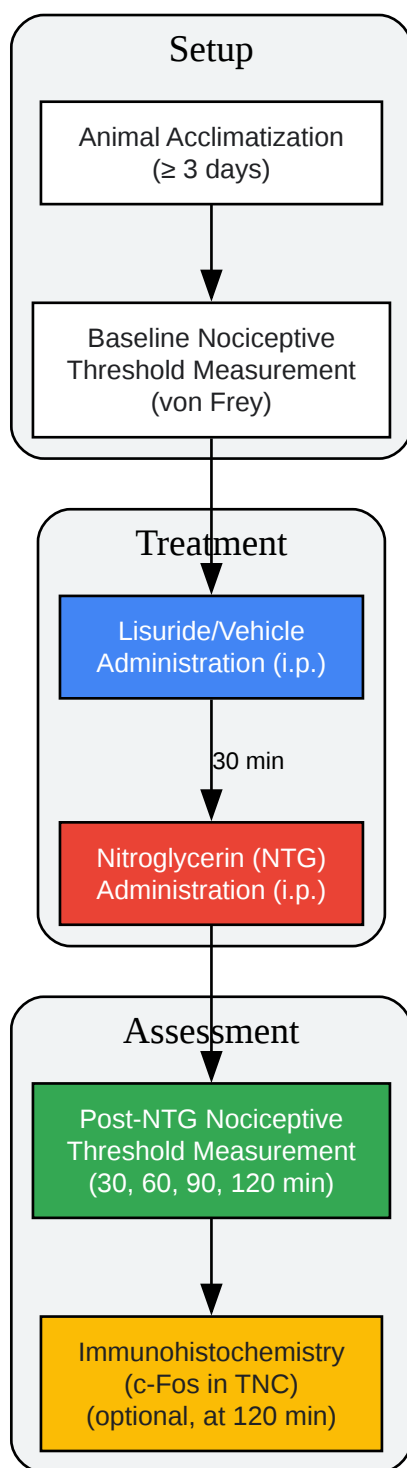 Setup
Animal Acclimatization
(≥ 3 days)
Baseline Nociceptive
Threshold Measurement
(von Frey)
Treatment
Lisuride/Vehicle
Administration (i.p.)
30 min
Nitroglycerin (NTG)
Administration (i.p.)
Assessment
Post-NTG Nociceptive
Threshold Measurement
(30, 60, 90, 120 min)
Immunohistochemistry
(c-Fos in TNC)
(optional, at 120 min)